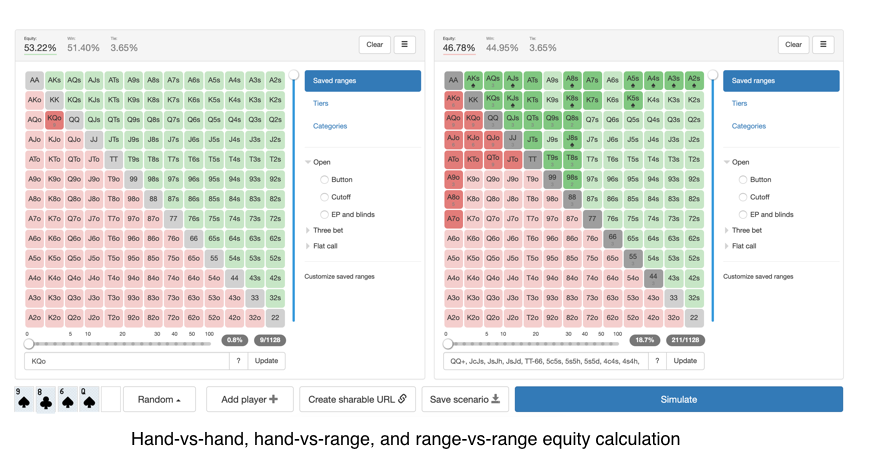 Equity: Win: Tie:
53.22% 51.40% 3.65%
Clear
AA AKs AQs AJs ATs A9s A8s A7s A6s A5s A4s A3s A2s
AKo KK KQs KJs KTs K9s K8s K7s K6s K5s K4s K3s K2s
AQo KQo QQ QJs QTs Q9s Q8s Q7s Q6s Q5s Q4s Q3s Q2s
AJo KJo QJo JJ JTs J9s J8s J7s J6s J5s J4s J3s J2s
ATo KTo QTo JTo TT T9s T8s T7s T6s T5s T4s T3s T2s
A9o K9o Q9o J9o T9o 99 98s 97s 96s 95s 94s 93s 92s
A8o K8o Q8o J8o T8o 98o 88 87s 86s 85s 84s 83s 82s
A7o K7o Q7o J7o T7o 97o 87o 77 76s 75s 74s 73s 72s
A6o K6o Q6o J6o T6o 96o 86o 76o 66 65s 64s 63s 62s
A5o K5o Q5o J5o T5o 95o 85o 75o 65o 55 54s 53s 52s
A4o K4o Q4o J4o T4o 94o 84o 74o 64o 54o 44 43s 42s
A3o K3o Q3o J3o T3o 93o 83o 73o 63o 53o 43o 33 32s
A2o K2o Q2o J2o T2o 92o 82o 72o 62o 52o 42o 32o 22
0 5 10 20 30 40 50 100
0.8% 9/1128
KQo ? Update
Saved ranges
Tiers
Categories
Open
Button
Cutoff
EP and blinds
Three bet
Flat call
Customize saved ranges
Equity: Win: Tie:
46.78% 44.95% 3.65%
Clear
AA AKs AQs AJs ATs A9s A8s A7s A6s A5s A4s A3s A2s
AKo KK KQs KJs KTs K9s K8s K7s K6s K5s K4s K3s K2s
AQo KQo QQ QJs QTs Q9s Q8s Q7s Q6s Q5s Q4s Q3s Q2s
AJo KJo QJo JJ JTs J9s J8s J7s J6s J5s J4s J3s J2s
ATo KTo QTo JTo TT T9s T8s T7s T6s T5s T4s T3s T2s
A9o K9o Q9o J9o T9o 99 98s 97s 96s 95s 94s 93s 92s
A8o K8o Q8o J8o T8o 98o 88 87s 86s 85s 84s 83s 82s
A7o K7o Q7o J7o T7o 97o 87o 77 76s 75s 74s 73s 72s
A6o K6o Q6o J6o T6o 96o 86o 76o 66 65s 64s 63s 62s
A5o K5o Q5o J5o T5o 95o 85o 75o 65o 55 54s 53s 52s
A4o K4o Q4o J4o T4o 94o 84o 74o 64o 54o 44 43s 42s
A3o K3o Q3o J3o T3o 93o 83o 73o 63o 53o 43o 33 32s
A2o K2o Q2o J2o T2o 92o 82o 72o 62o 52o 42o 32o 22
0 5 10 20 30 40 50 100
18.7% 211/1128
QQ+, JcJs, JsJh, JsJd, TT-66, 5c5s, 5s5h, 5s5d, 4c4s, 4s4h, ? Update
Saved ranges
Tiers
Categories
Open
Button
Cutoff
EP and blinds
Three bet
Flat call
Customize saved ranges
9 8 6 Q Random Add player Create sharable URL Save scenario Simulate
Hand-vs-hand, hand-vs-range, and range-vs-range equity calculation